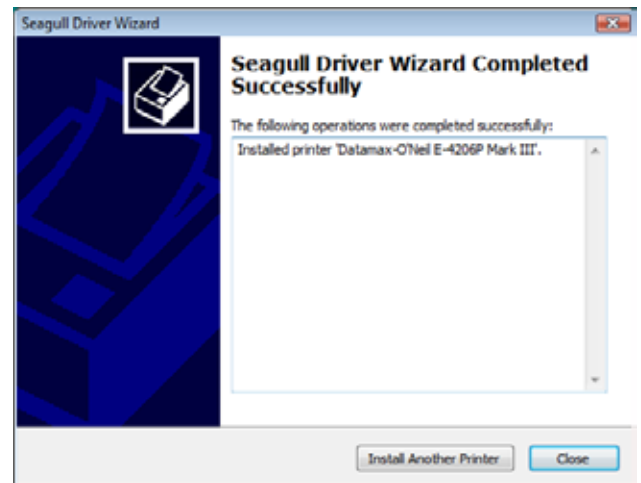 Seagull Driver Wizard
Seagull Driver Wizard Completed
Successfully
The following operations were completed successfully:
Installed printer 'Datamax-O'Neil E-4206P Mark III'.
Install Another Printer
Close